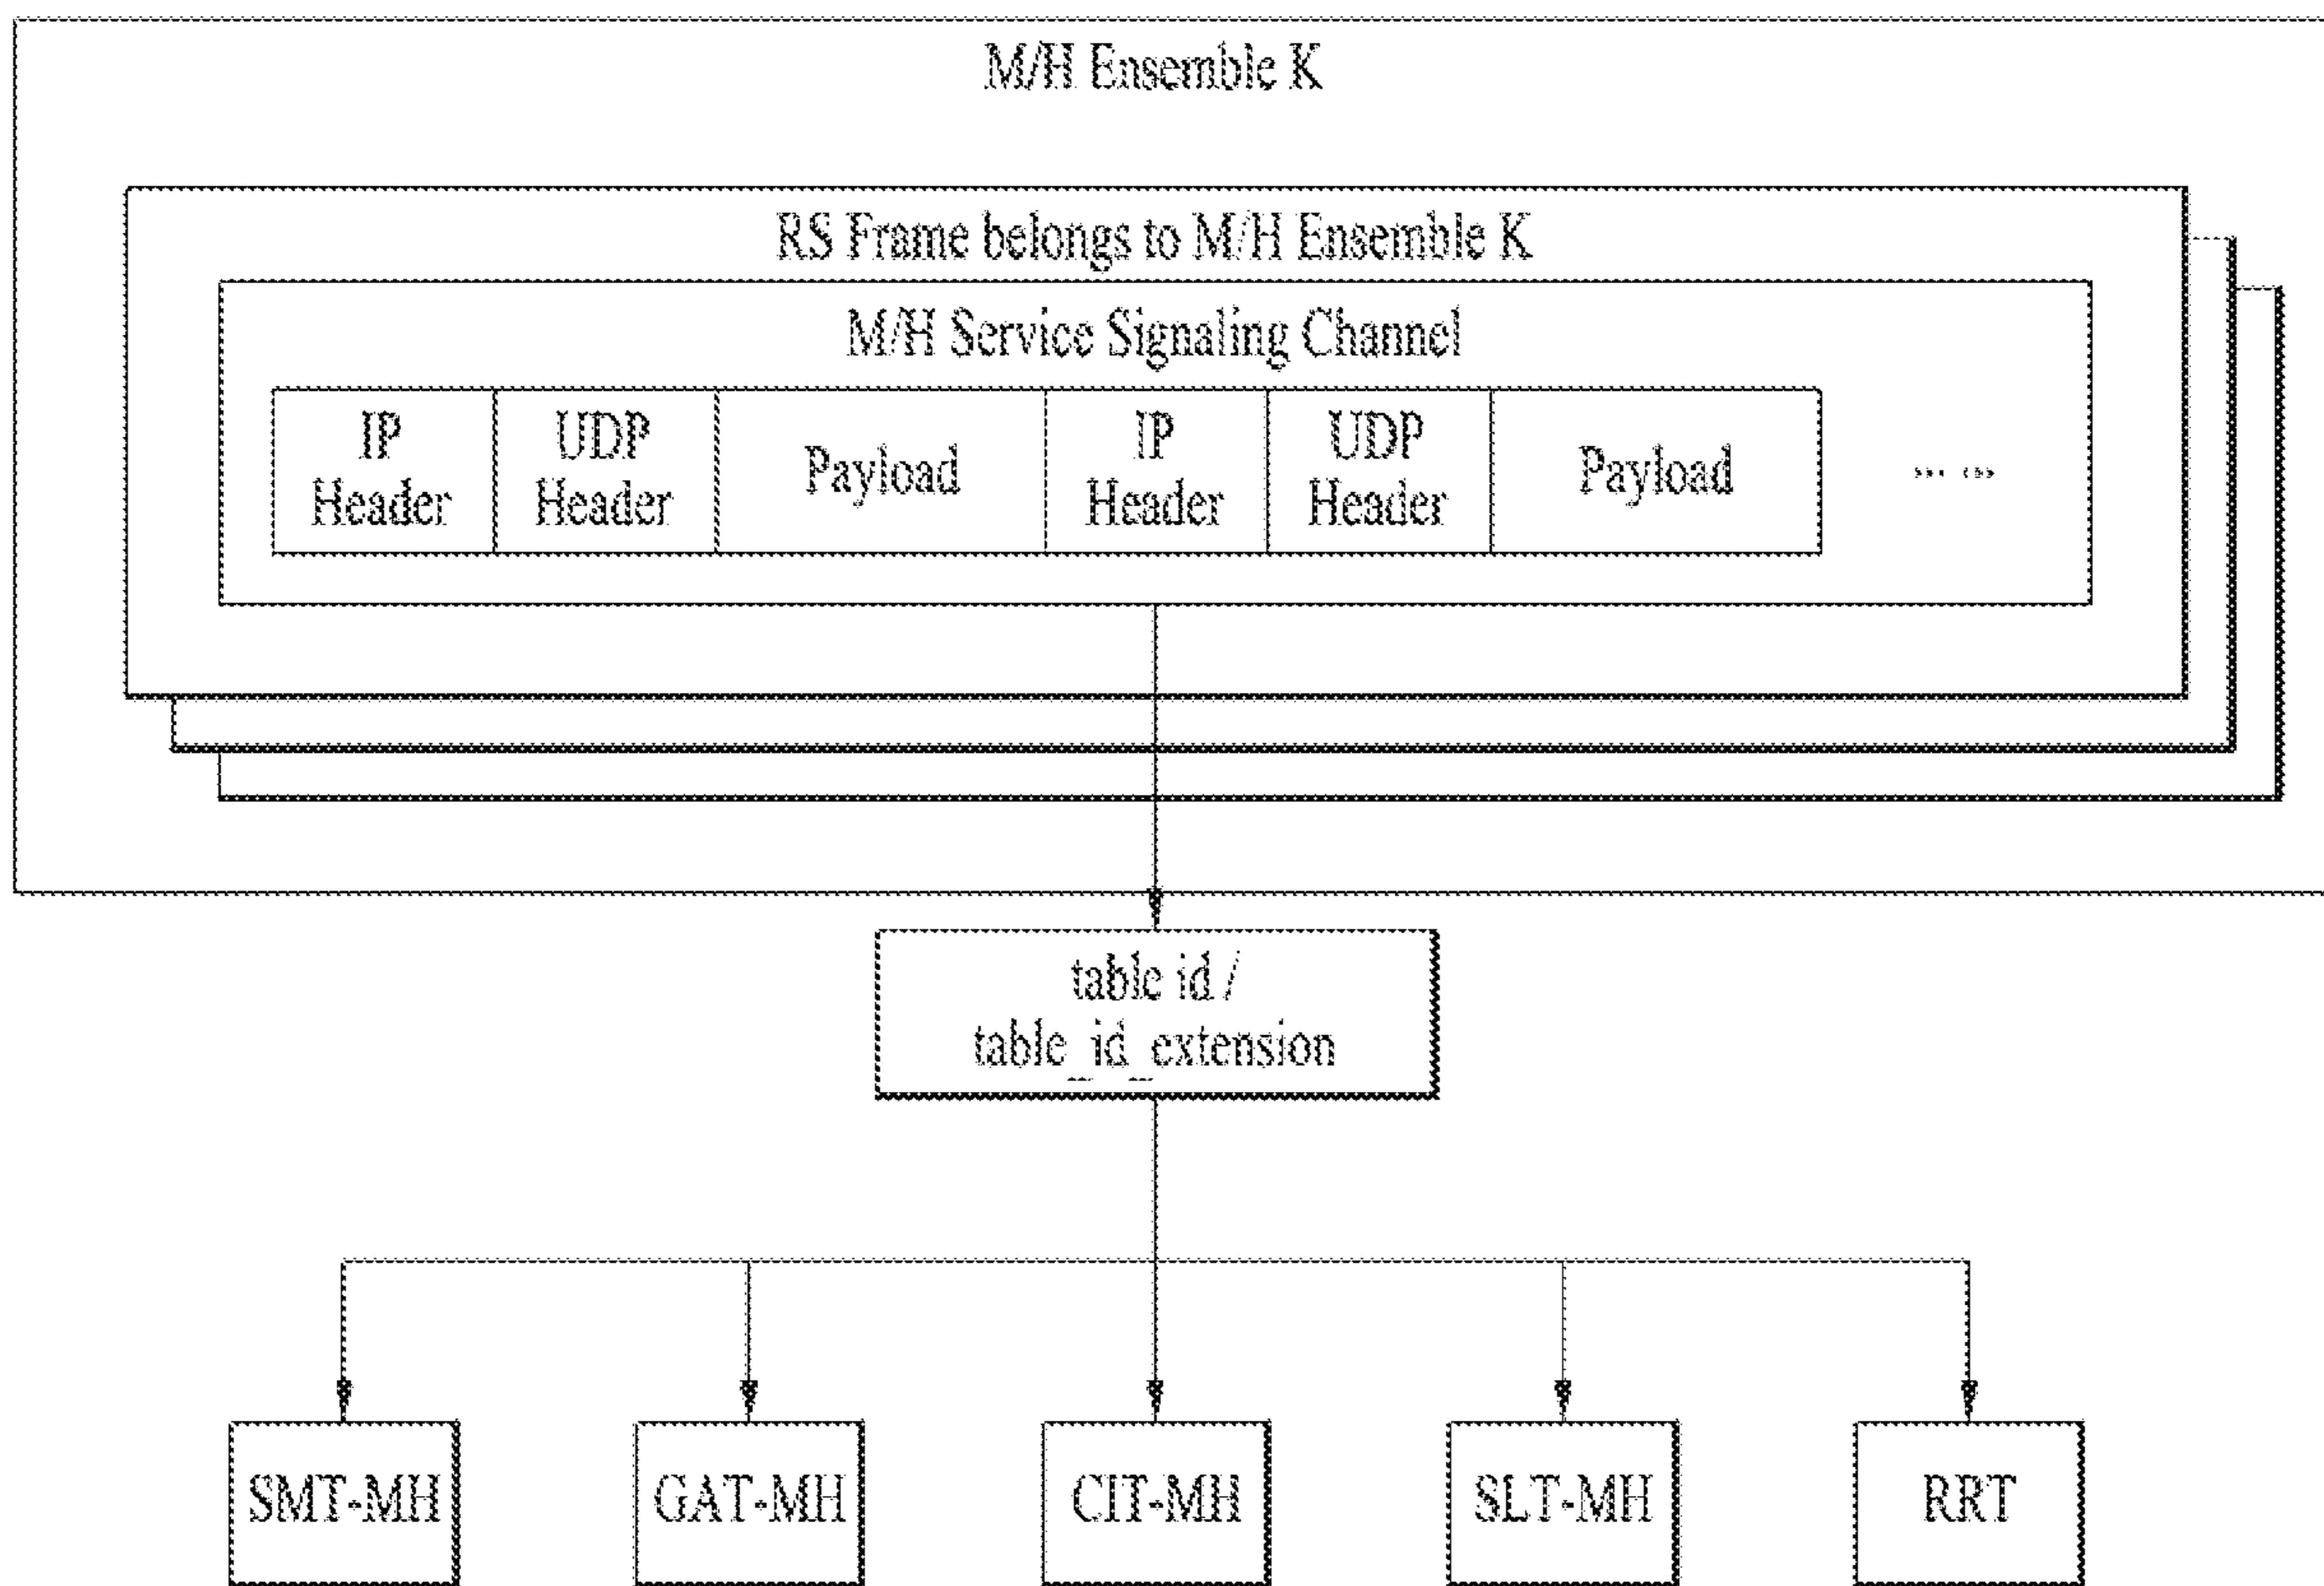 M/H Ensemble K
RS Frame belongs to M/H Ensemble K
M/H Service Signaling Channel
IP
Header
UDP
Header
Payload
IP
Header
UDP
Header
Payload
... ...
table id /
table_id_extension
SMT-MH
GAT-MH
CIT-MH
SLT-MH
RRT